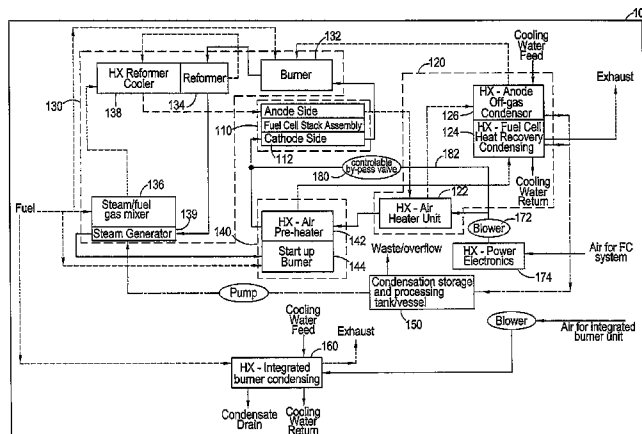 10
Cooling
Water
Feed
132
120
Exhaust
HX Reformer
Cooler
Reformer
Burner
138
134
130
HX - Anode
Off-gas
Condensor
126
HX - Fuel Cell
Heat Recovery
Condensing
124
Anode Side
Fuel Cell Stack Assembly
Cathode Side
110
112
controlable
by-pass valve
180
182
Cooling
Water
Return
136
Steam/fuel
gas mixer
139
Steam Generator
Fuel
140
HX - Air
Pre-heater
142
Start up
Burner
144
122
HX - Air
Heater Unit
172
Blower
HX - Power
Electronics
174
Air for FC
system
Waste/overflow
Condensation storage
and processing
tank/vessel
150
Pump
Cooling
Water
Feed
Exhaust
160
HX - Integrated
burner condensing
Blower
Air for integrated
burner unit
Condensate
Drain
Cooling
Water
Return